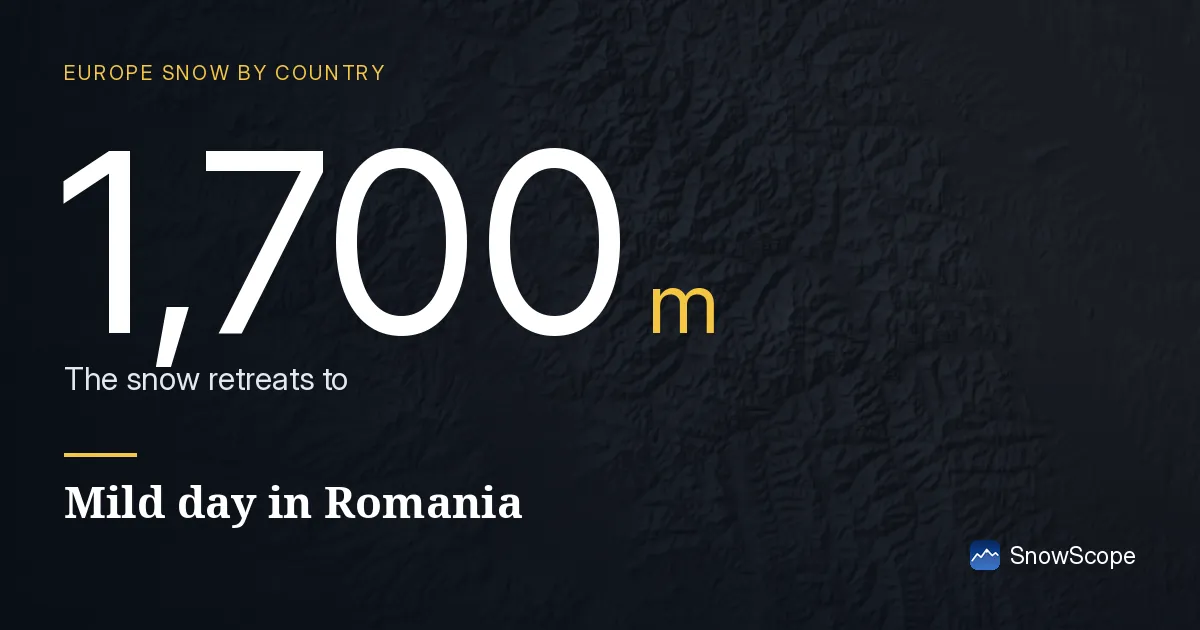 EUROPE SNOW BY COUNTRY
1,700 m
The snow retreats to
Mild day in Romania
SnowScope